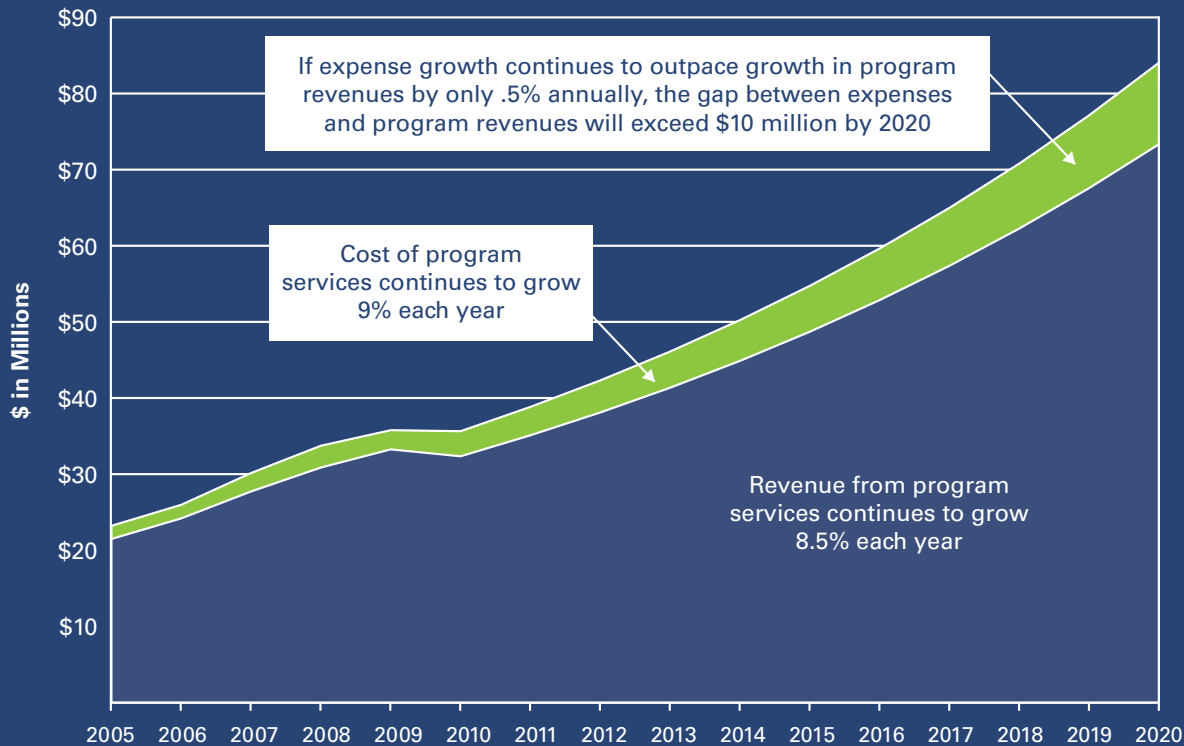 $90
$80
$70
$60
$50
$40
$30
$20
$10
$ in Millions
If expense growth continues to outpace growth in program
revenues by only .5% annually, the gap between expenses
and program revenues will exceed $10 million by 2020
Cost of program
services continues to grow
9% each year
Revenue from program
services continues to grow
8.5% each year
2005 2006 2007 2008 2009 2010 2011 2012 2013 2014 2015 2016 2017 2018 2019 2020